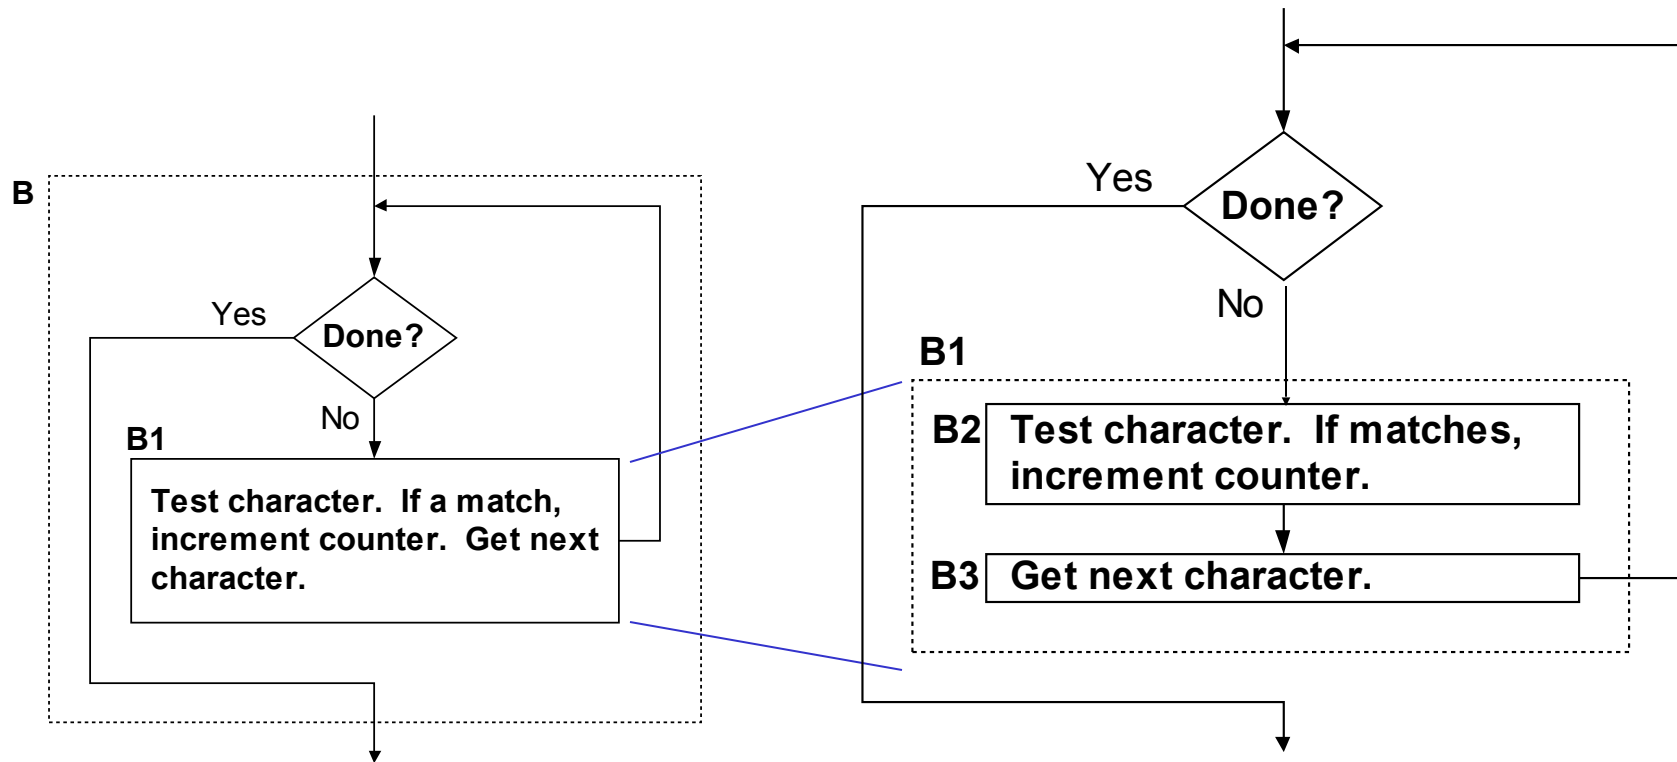 B
Yes
Done?
No
B1
Test character.  If a match,
increment counter.  Get next
character.
Yes
Done?
No
B1
B2
Test character.  If matches,
increment counter.
B3
Get next character.